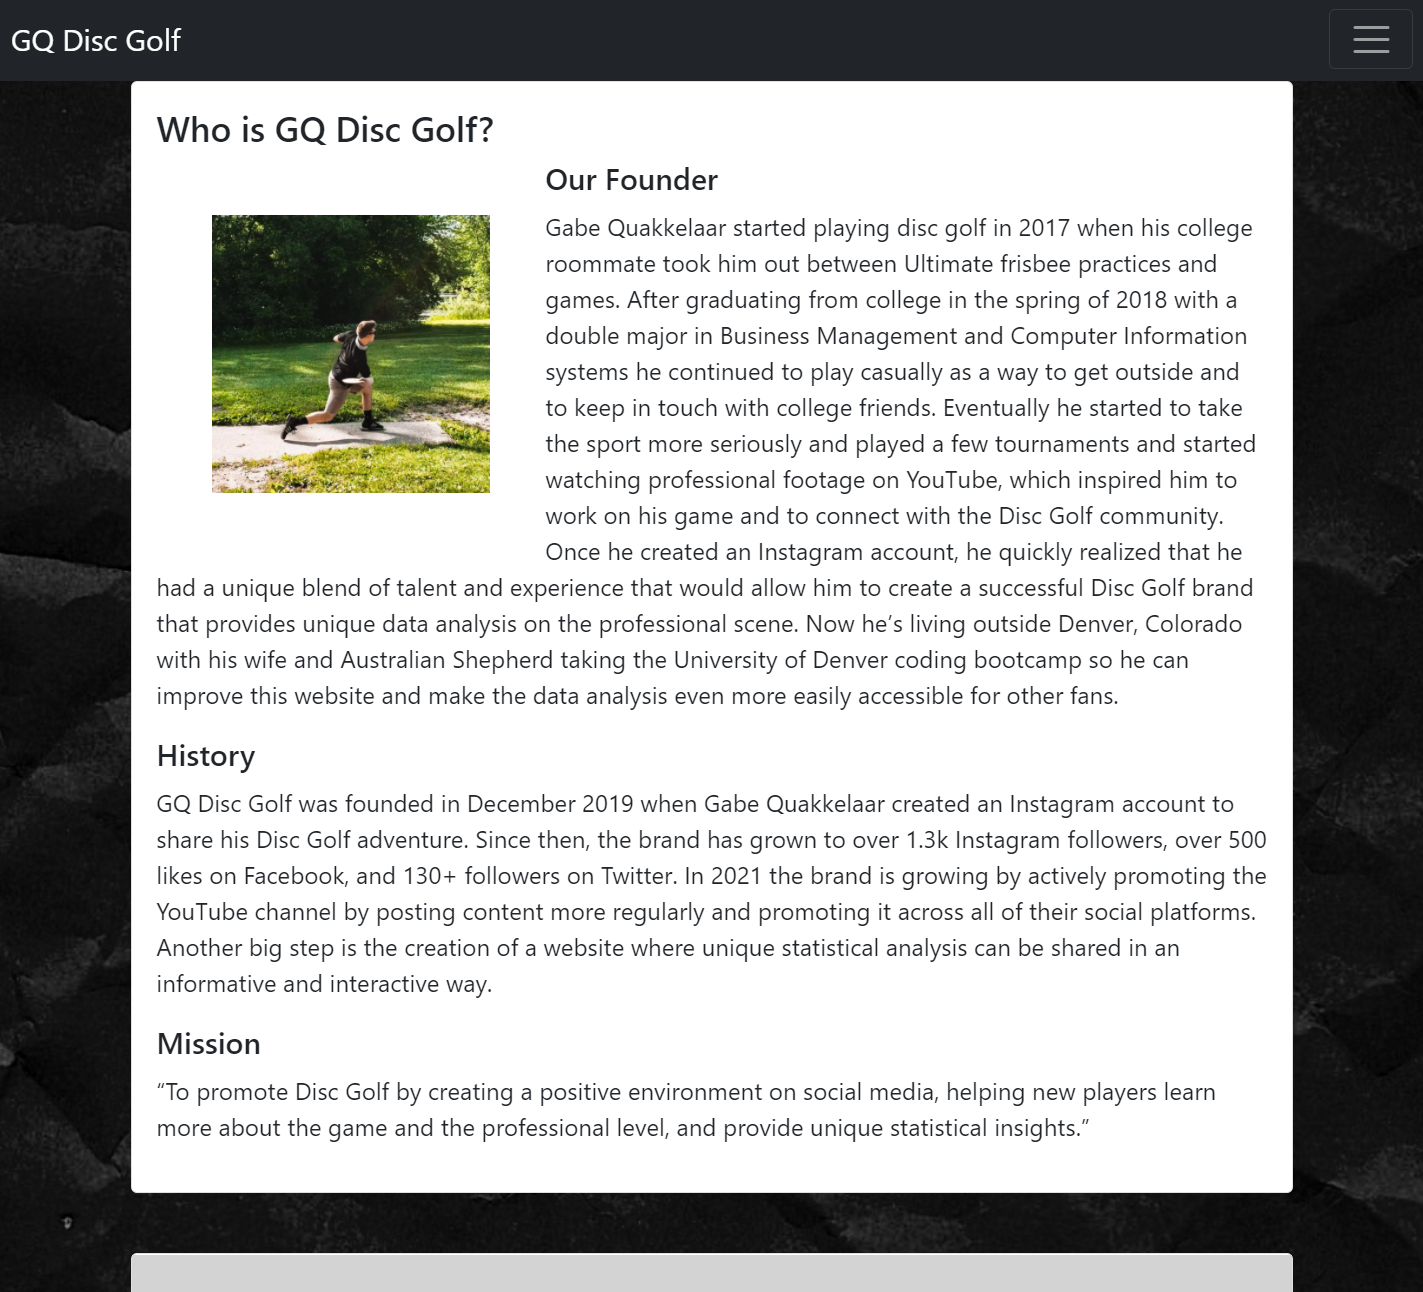 GQ Disc Golf
Who is GQ Disc Golf?
Our Founder
Gabe Quakkelaar started playing disc golf in 2017 when his college
roommate took him out between Ultimate frisbee practices and
games. After graduating from college in the spring of 2018 with a
double major in Business Management and Computer Information
systems he continued to play casually as a way to get outside and
to keep in touch with college friends. Eventually he started to take
the sport more seriously and played a few tournaments and started
watching professional footage on YouTube, which inspired him to
work on his game and to connect with the Disc Golf community.
Once he created an Instagram account, he quickly realized that he
had a unique blend of talent and experience that would allow him to create a successful Disc Golf brand
that provides unique data analysis on the professional scene. Now he’s living outside Denver, Colorado
with his wife and Australian Shepherd taking the University of Denver coding bootcamp so he can
improve this website and make the data analysis even more easily accessible for other fans.
History
GQ Disc Golf was founded in December 2019 when Gabe Quakkelaar created an Instagram account to
share his Disc Golf adventure. Since then, the brand has grown to over 1.3k Instagram followers, over 500
likes on Facebook, and 130+ followers on Twitter. In 2021 the brand is growing by actively promoting the
YouTube channel by posting content more regularly and promoting it across all of their social platforms.
Another big step is the creation of a website where unique statistical analysis can be shared in an
informative and interactive way.
Mission
“To promote Disc Golf by creating a positive environment on social media, helping new players learn
more about the game and the professional level, and provide unique statistical insights.”